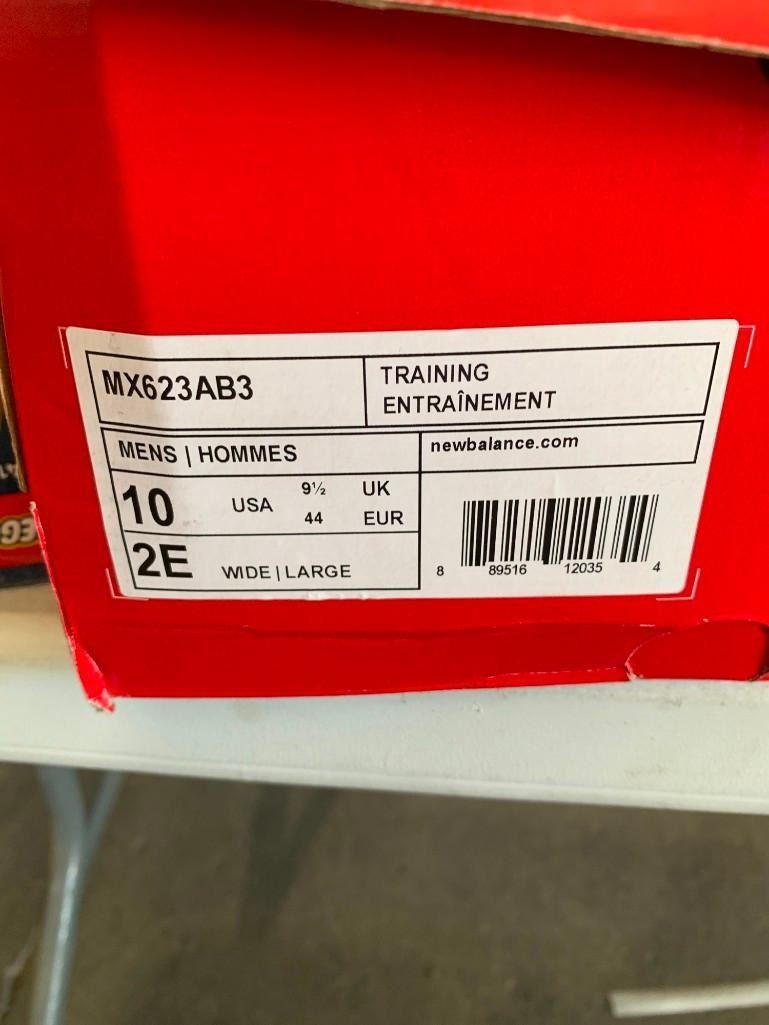 MX623AB3
TRAINING
ENTRAÎNEMENT
MENS | HOMMES
newbalance.com
10 USA 9½ UK
44 EUR
2E WIDE | LARGE
8 89516 12035 4